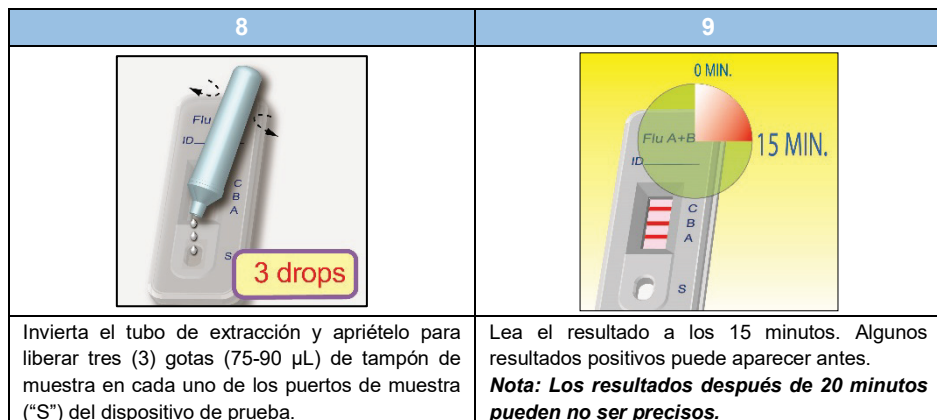 8
9
Flu
ID
C
B
A
S
3 drops
0 MIN.
15 MIN.
Flu A+B
ID
C
B
A
S
Invierta el tubo de extracción y apriételo para
liberar tres (3) gotas (75-90 µL) de tampón de
muestra en cada uno de los puertos de muestra
(“S”) del dispositivo de prueba.
Lea el resultado a los 15 minutos. Algunos
resultados positivos puede aparecer antes.
Nota: Los resultados después de 20 minutos
pueden no ser precisos.